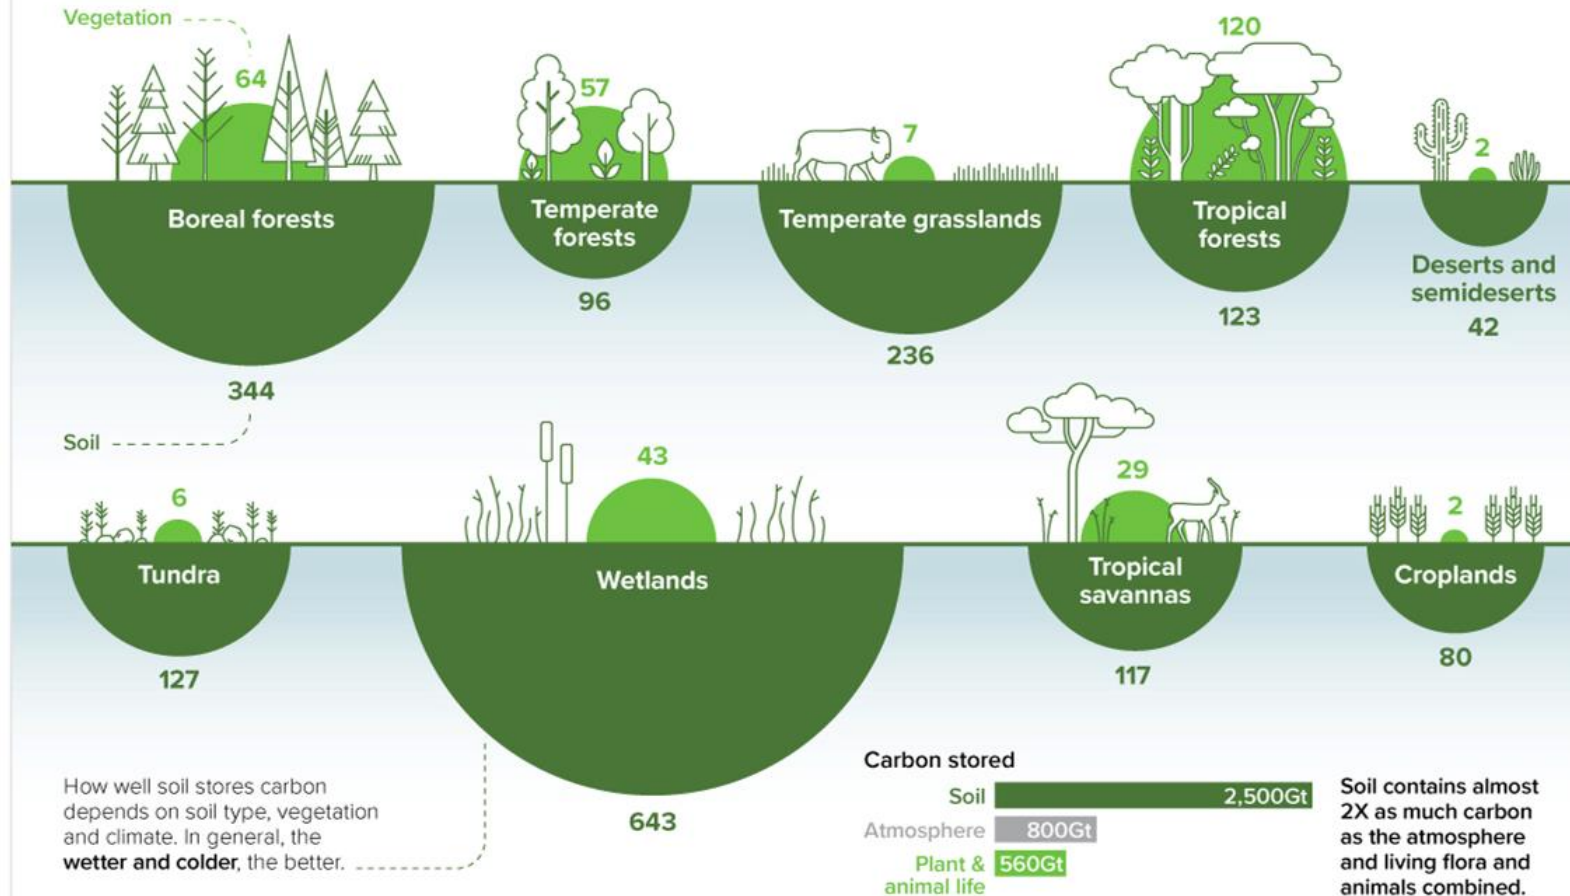 Vegetation
64
57
7
120
2
Boreal forests
Temperate
forests
Temperate grasslands
Tropical
forests
Deserts and
semideserts
42
96
123
236
344
Soil
6
43
29
2
Tundra
Wetlands
Tropical
savannas
Croplands
127
117
80
643
How well soil stores carbon
depends on soil type, vegetation
and climate. In general, the
wetter and colder, the better.
Carbon stored
Soil
2,500Gt
Atmosphere
800Gt
Plant &
animal life
560Gt
Soil contains almost
2X as much carbon
as the atmosphere
and living flora and
animals combined.